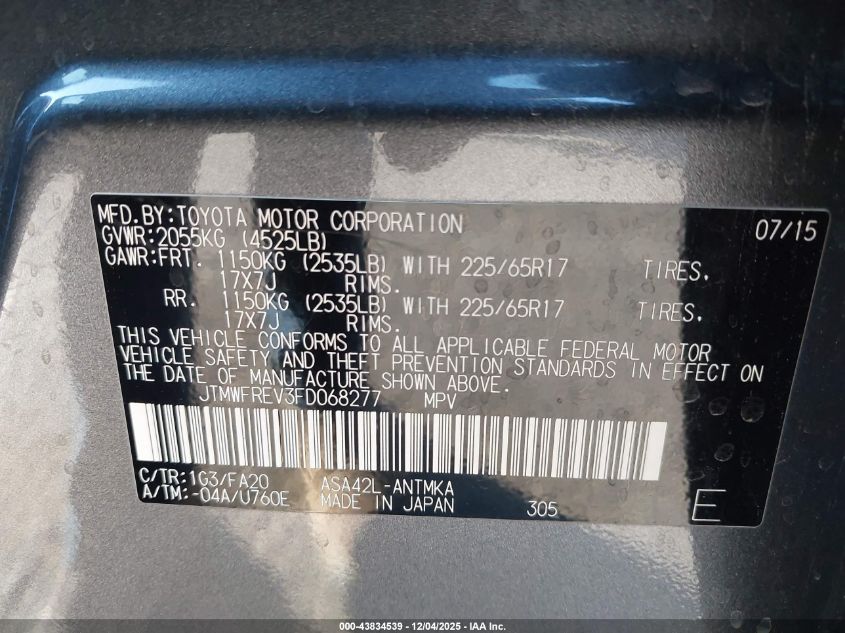 MFD.BY:TOYOTA MOTOR CORPORATION 07/15
GVWR:2055KG (4525LB)
GAWR:FRT. 1150KG (2535LB) WITH 225/65R17 TIRES,
17X7J RIMS.
RR. 1150KG (2535LB) WITH 225/65R17 TIRES,
17X7J RIMS.
THIS VEHICLE CONFORMS TO ALL APPLICABLE FEDERAL MOTOR
VEHICLE SAFETY AND THEFT PREVENTION STANDARDS IN EFFECT ON
THE DATE OF MANUFACTURE SHOWN ABOVE.
JTMWFREV3FD068277 MPV
C/TR:1G3/FA20 ASA42L-ANTMKA
A/TM:-04A/U760E MADE IN JAPAN 305 E
000-43834539 - 12/04/2025 - IAA Inc.